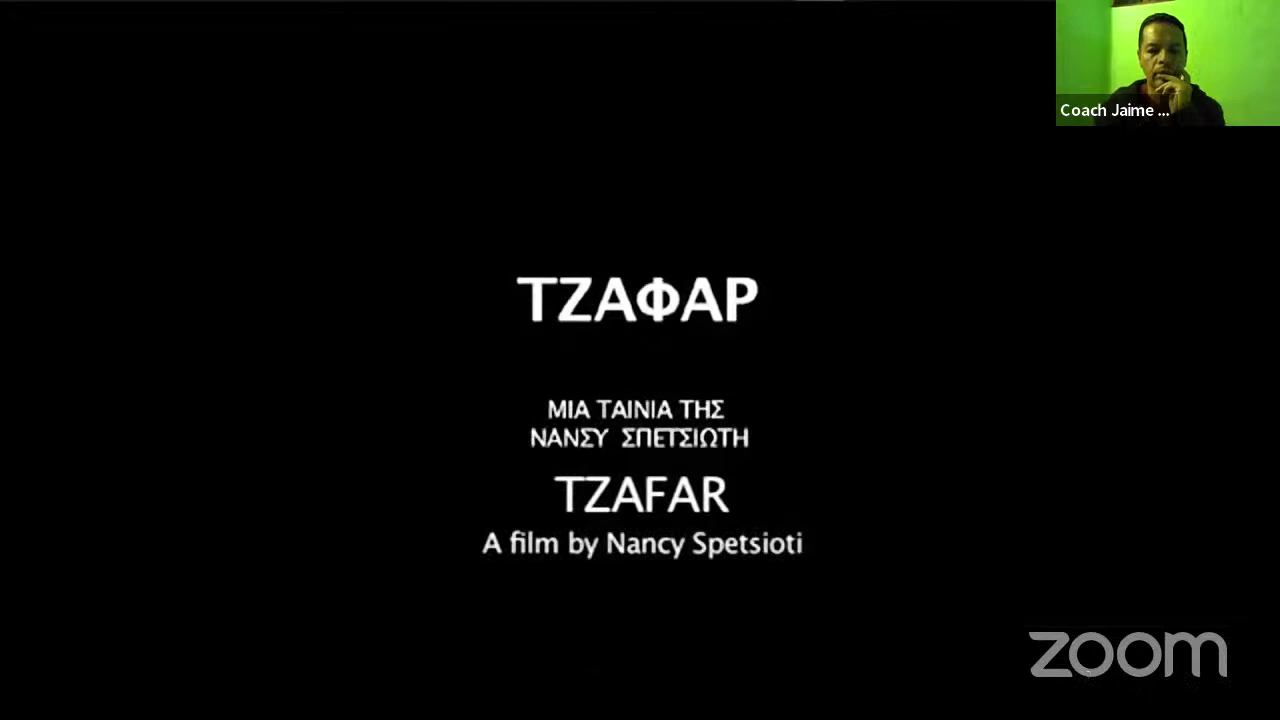 Coach Jaime ...
ΤΖΑΦΑΡ
ΜΙΑ ΤΑΙΝΙΑ ΤΗΣ
ΝΑΝΣΥ ΣΠΕΤΣΙΩΤΗ
TZAFAR
A film by Nancy Spetsioti
zoom